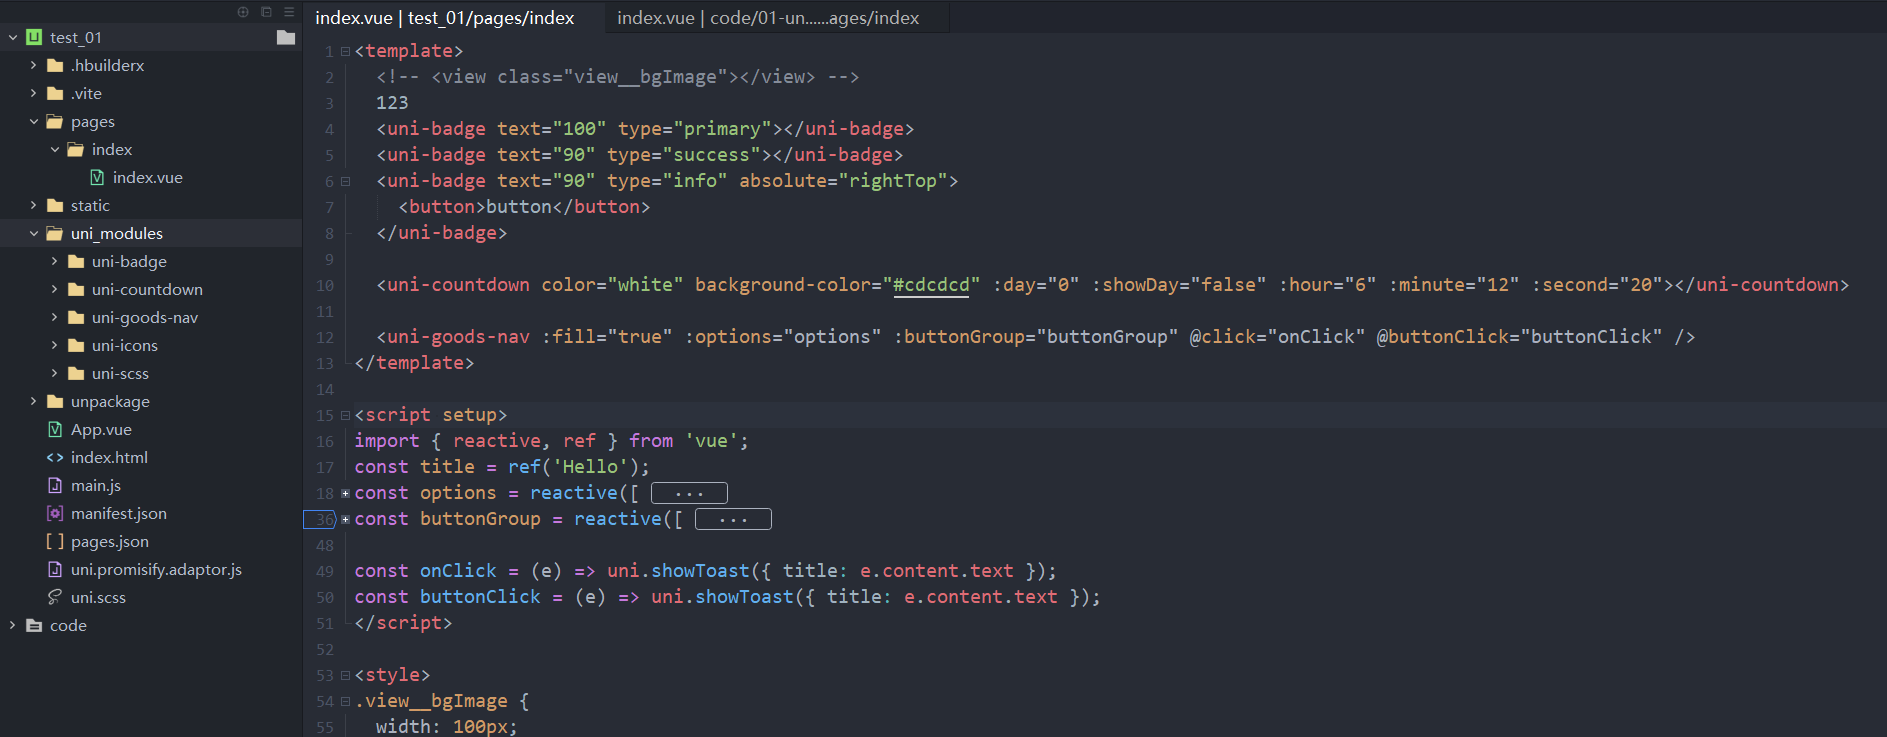 test_01
.hbuilderx
.vite
pages
index
index.vue
static
uni_modules
uni-badge
uni-countdown
uni-goods-nav
uni-icons
uni-scss
unpackage
App.vue
index.html
main.js
manifest.json
pages.json
uni.promisify.adaptor.js
uni.scss
code
index.vue | test_01/pages/index
index.vue | code/01-un......ages/index
1 <template>
2 <!-- <view class="view__bgImage"></view> -->
3 123
4 <uni-badge text="100" type="primary"></uni-badge>
5 <uni-badge text="90" type="success"></uni-badge>
6 <uni-badge text="90" type="info" absolute="rightTop">
7 <button>button</button>
8 </uni-badge>
9
10 <uni-countdown color="white" background-color="#cdcdcd" :day="0" :showDay="false" :hour="6" :minute="12" :second="20"></uni-countdown>
11
12 <uni-goods-nav :fill="true" :options="options" :buttonGroup="buttonGroup" @click="onClick" @buttonClick="buttonClick" />
13 </template>
14
15 <script setup>
16 import { reactive, ref } from 'vue';
17 const title = ref('Hello');
18 const options = reactive([ ...
36 const buttonGroup = reactive([ ...
48
49 const onClick = (e) => uni.showToast({ title: e.content.text });
50 const buttonClick = (e) => uni.showToast({ title: e.content.text });
51 </script>
52
53 <style>
54 .view__bgImage {
55 width: 100px;